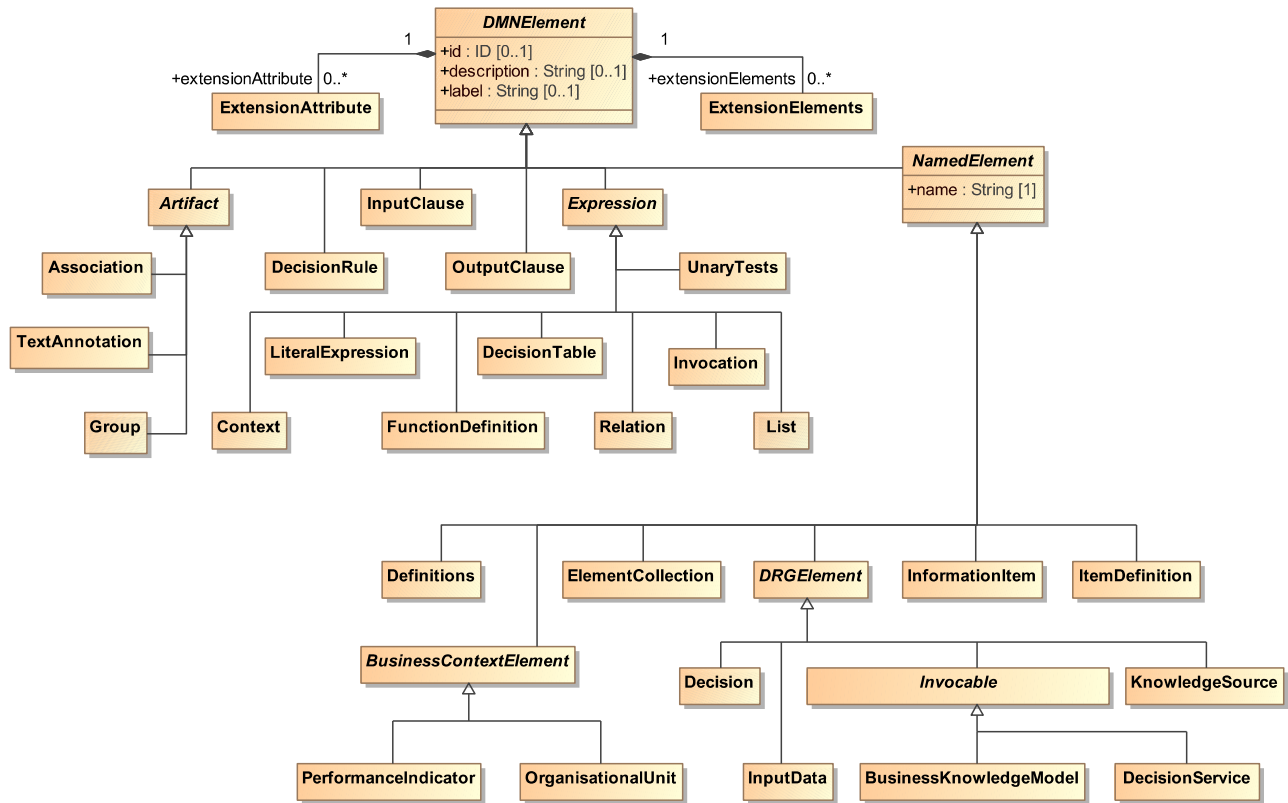 DMNElement
1
1
+id : ID [0..1]
+description : String [0..1]
+label : String [0..1]
+extensionAttribute 0..*
+extensionElements 0..*
ExtensionAttribute
ExtensionElements
NamedElement
+name : String [1]
Artifact
InputClause
Expression
Association
DecisionRule
OutputClause
UnaryTests
TextAnnotation
LiteralExpression
DecisionTable
Invocation
Group
Context
FunctionDefinition
Relation
List
Definitions
ElementCollection
DRGElement
InformationItem
ItemDefinition
BusinessContextElement
Decision
Invocable
KnowledgeSource
PerformanceIndicator
OrganisationalUnit
InputData
BusinessKnowledgeModel
DecisionService